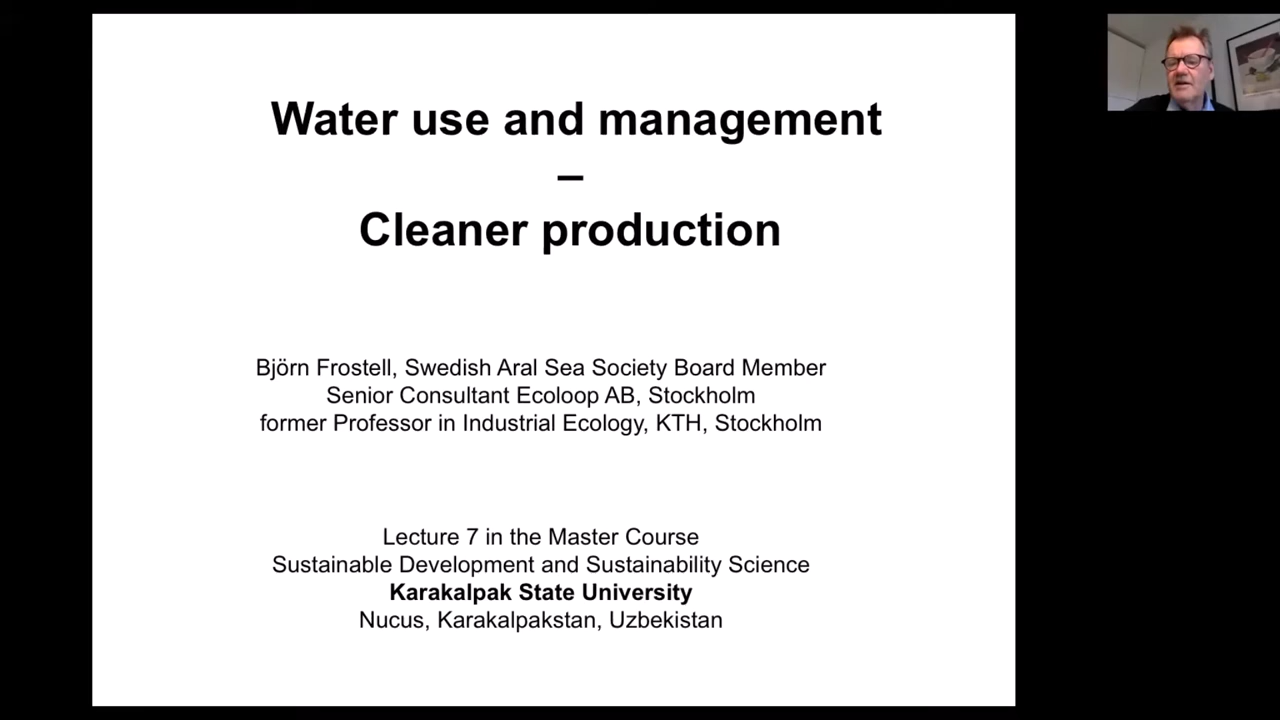 Water use and management
–
Cleaner production
Björn Frostell, Swedish Aral Sea Society Board Member
Senior Consultant Ecoloop AB, Stockholm
former Professor in Industrial Ecology, KTH, Stockholm
Lecture 7 in the Master Course
Sustainable Development and Sustainability Science
Karakalpak State University
Nucus, Karakalpakstan, Uzbekistan